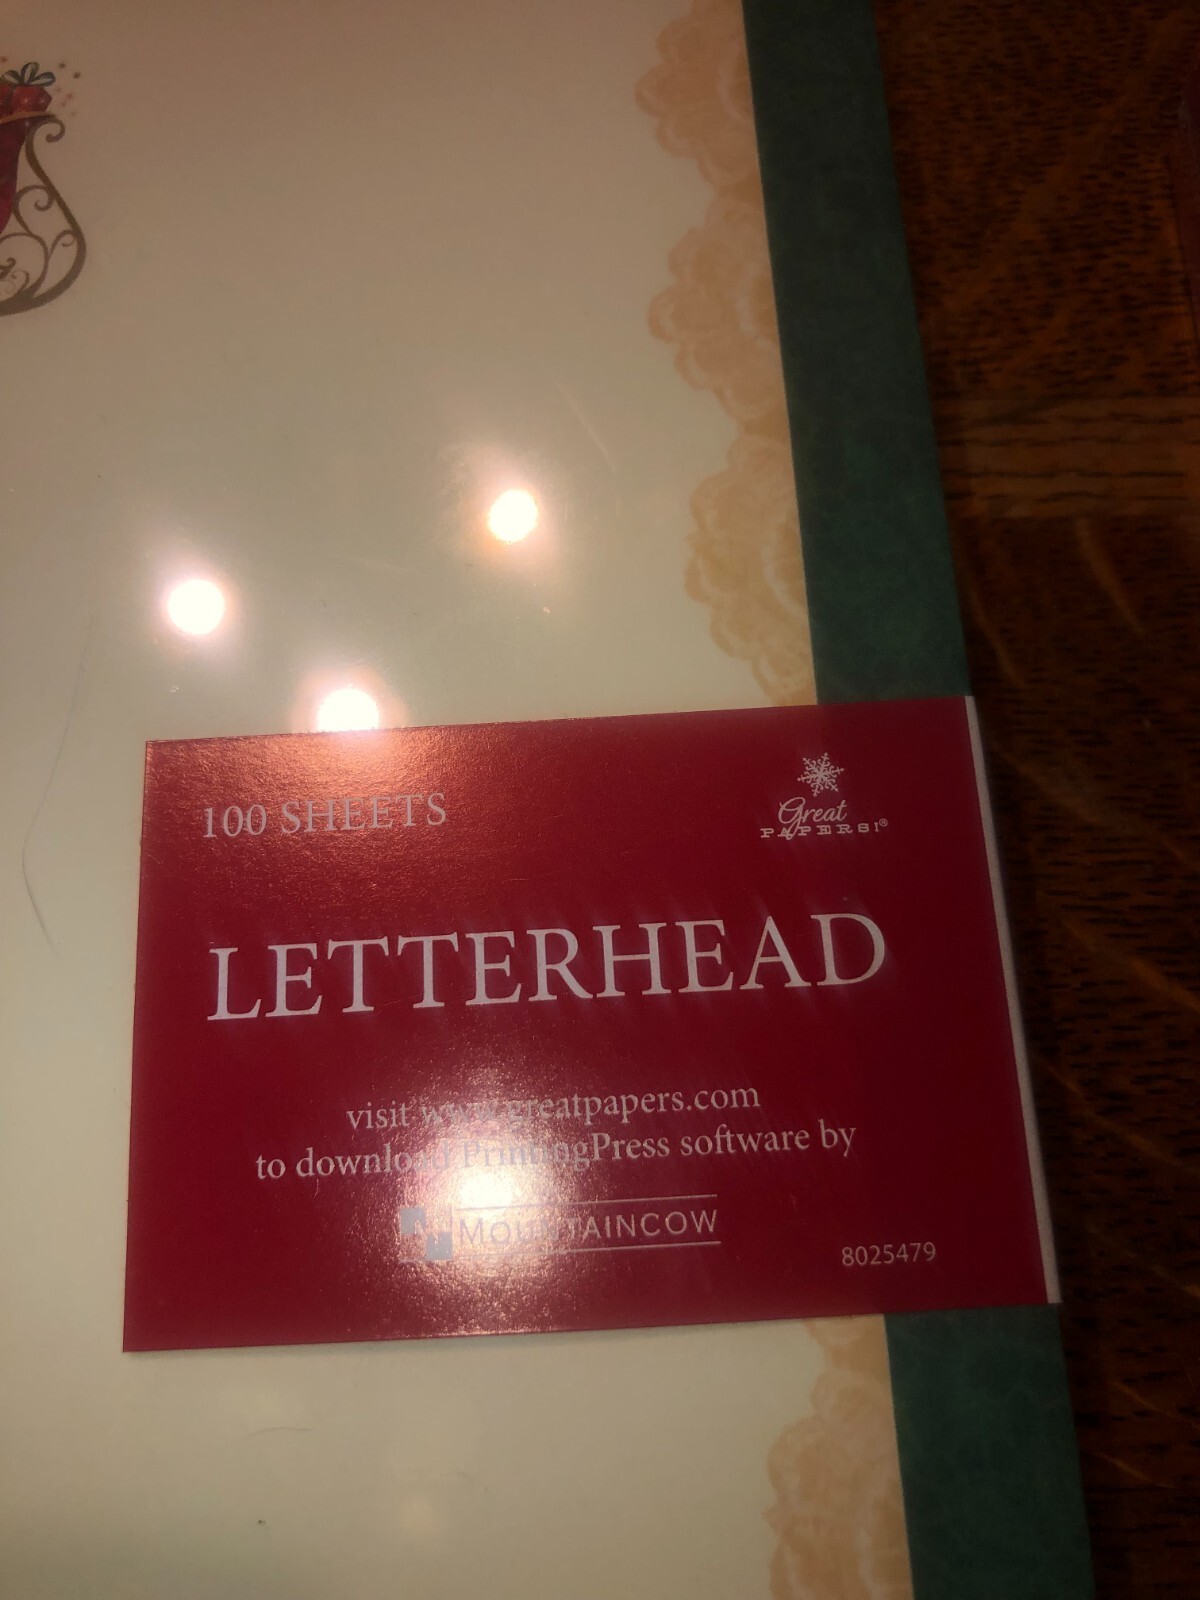 100 SHEETS
Great
PAPERS!®
LETTERHEAD
visit www.greatpapers.com
to download PrintingPress software by
MOUNTAINCOW
8025479